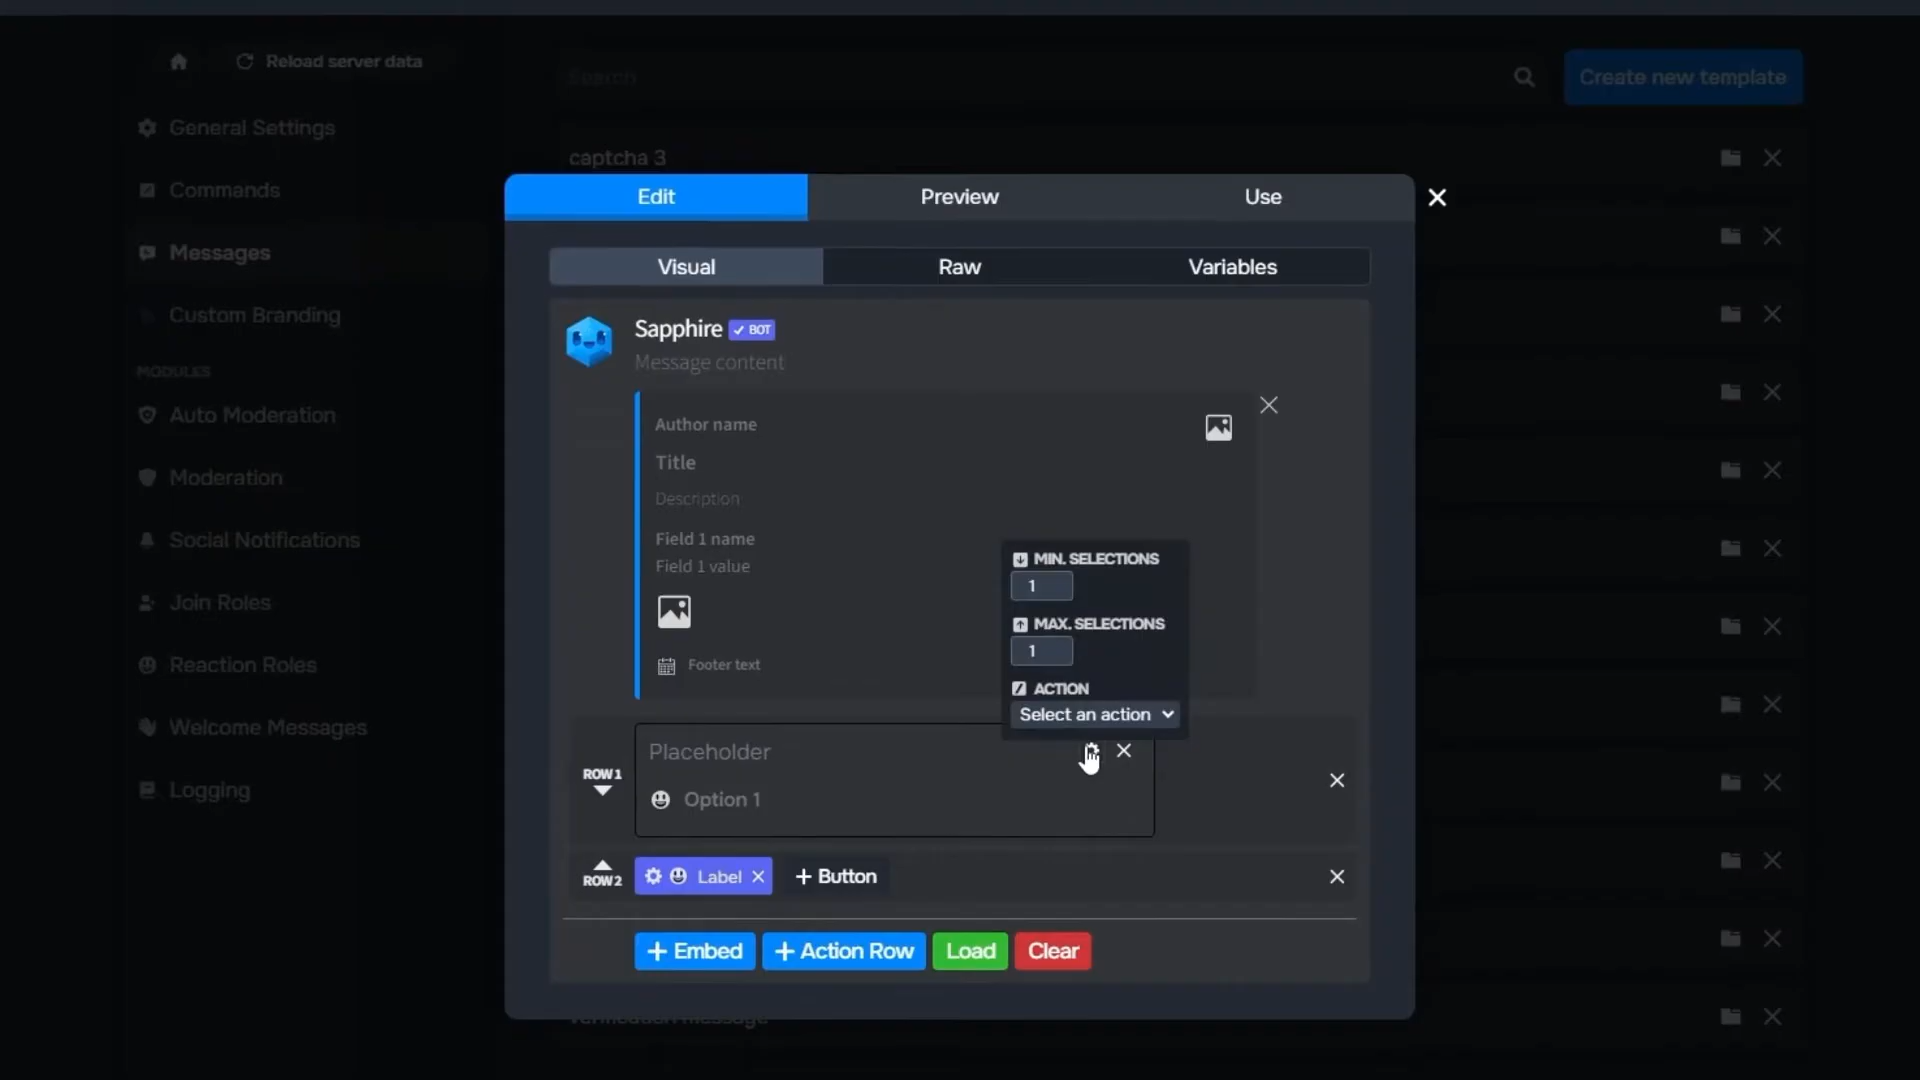 Reload server data
Search
Create new template
General Settings
captcha 3
Commands
Edit
Preview
Use
Messages
Visual
Raw
Variables
Custom Branding
Sapphire
BOT
Message content
MODULES
Auto Moderation
Author name
Title
Moderation
Description
Social Notifications
Field 1 name
Field 1 value
MIN. SELECTIONS
1
Join Roles
MAX. SELECTIONS
1
Reaction Roles
Footer text
ACTION
Select an action
Welcome Messages
Placeholder
ROW 1
Logging
Option 1
ROW 2
Label
+ Button
+ Embed
+ Action Row
Load
Clear
verification message